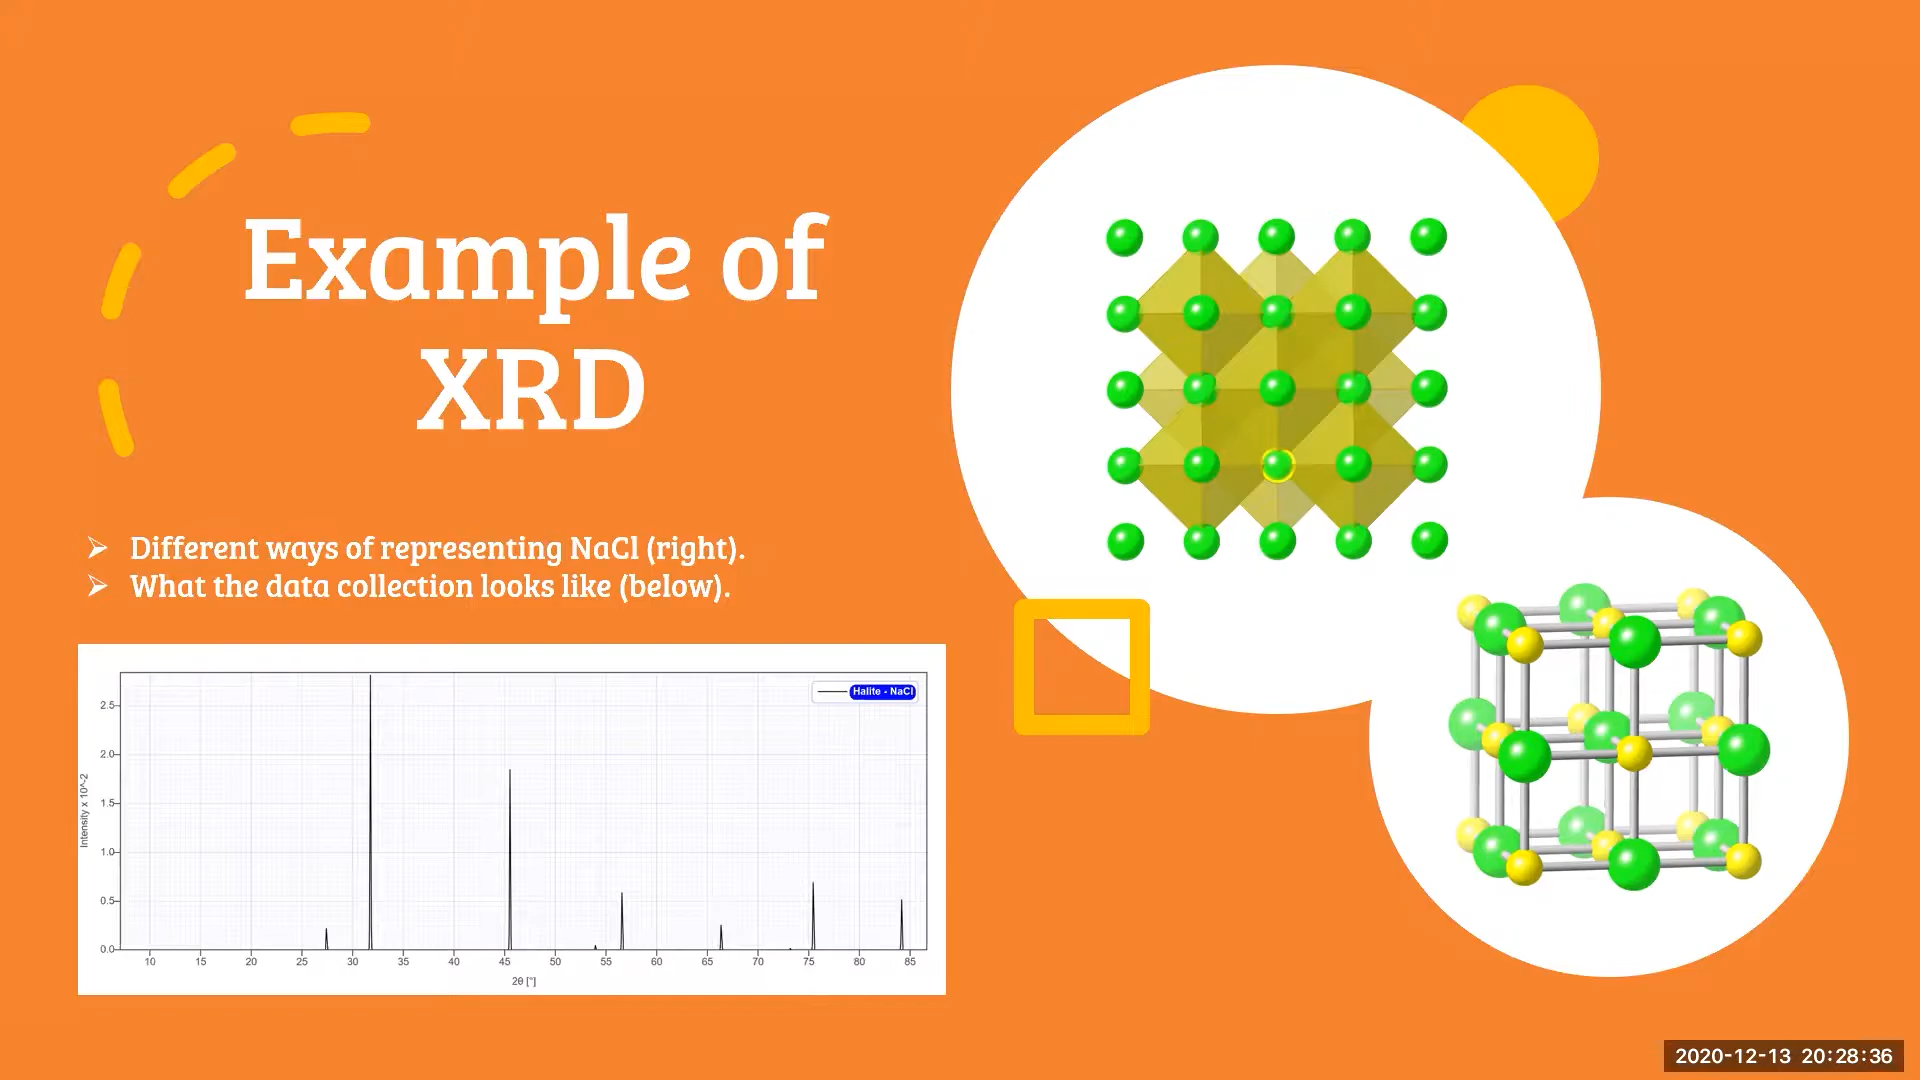 Example of
XRD
➢ Different ways of representing NaCl (right).
➢ What the data collection looks like (below).
Halite - NaCl
Intensity x 10^-2
2.5
2.0
1.5
1.0
0.5
0.0
10 15 20 25 30 35 40 45 50 55 60 65 70 75 80 85
2θ [°]
2020-12-13 20:28:36